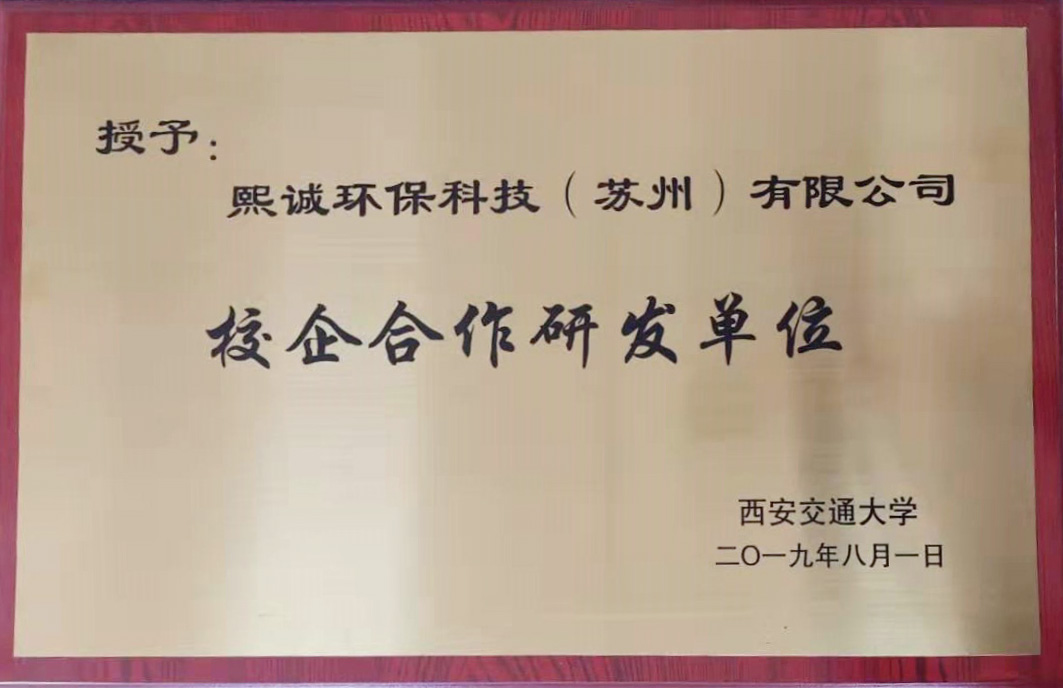 授予：
熙诚环保科技（苏州）有限公司
校企合作研发单位
西安交通大学
二〇一九年八月一日